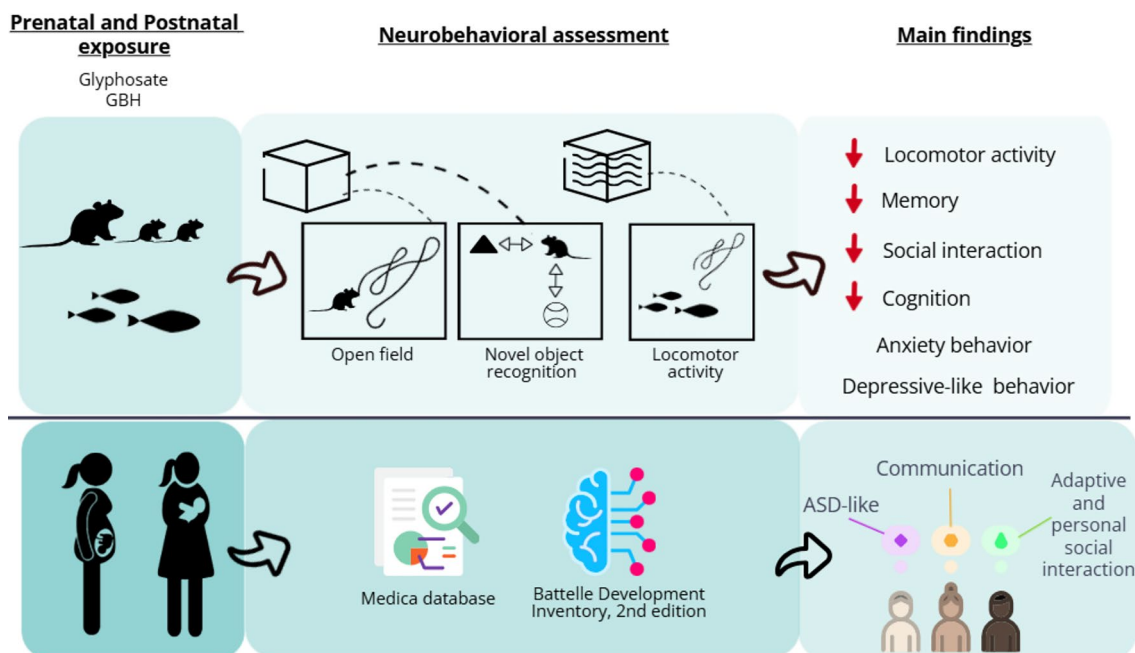 Prenatal and Postnatal
exposure
Glyphosate
GBH
Neurobehavioral assessment
Main findings
Open field
Novel object
recognition
Locomotor
activity
Locomotor activity
Memory
Social interaction
Cognition
Anxiety behavior
Depressive-like behavior
Medica database
Battelle Development
Inventory, 2nd edition
ASD-like
Communication
Adaptive
and
personal
social
interaction